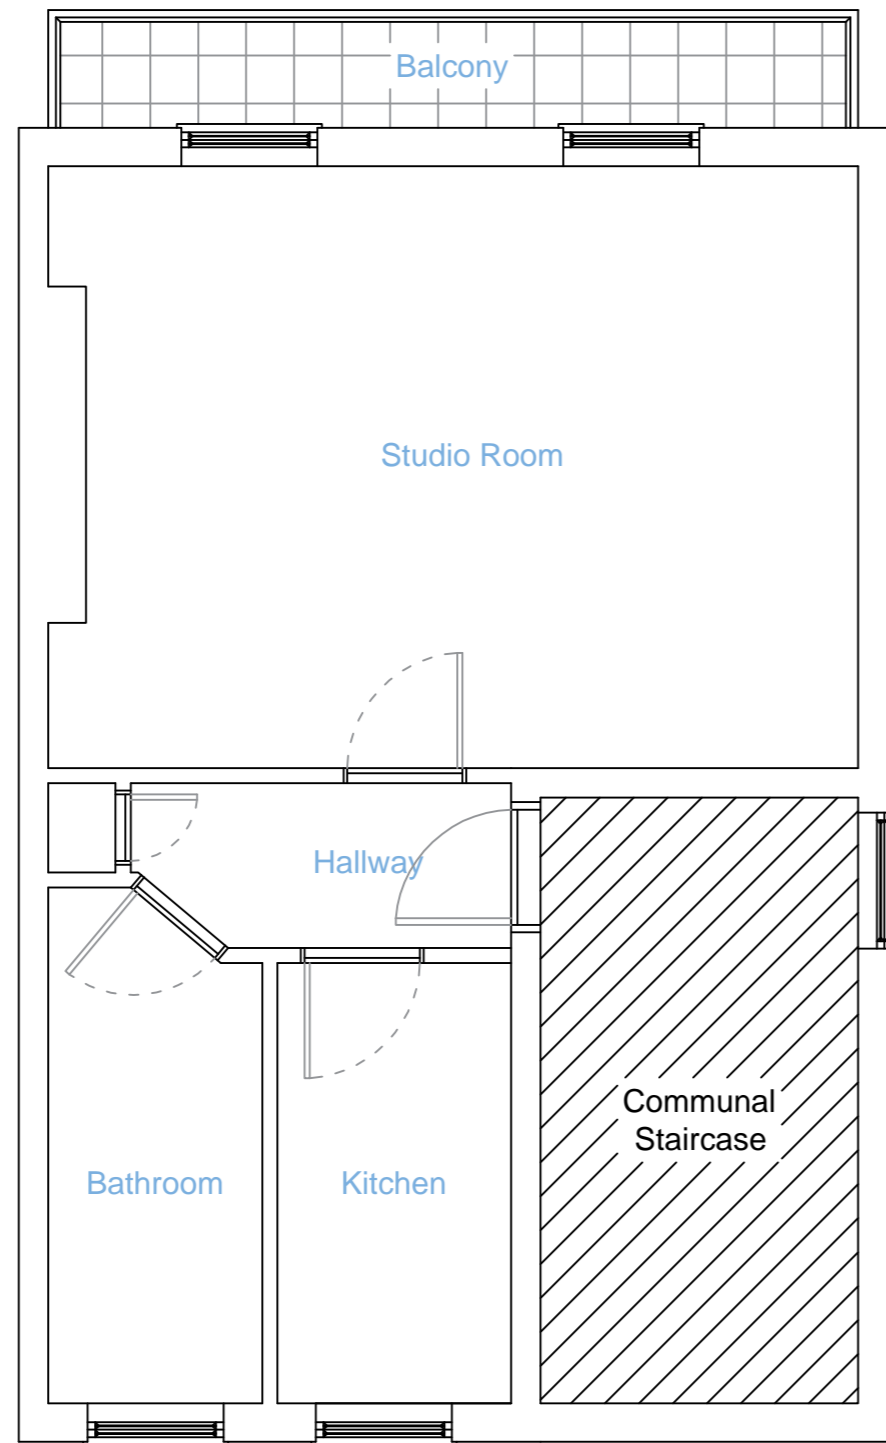 Balcony
Studio Room
Hallway
Communal
Staircase
Bathroom
Kitchen